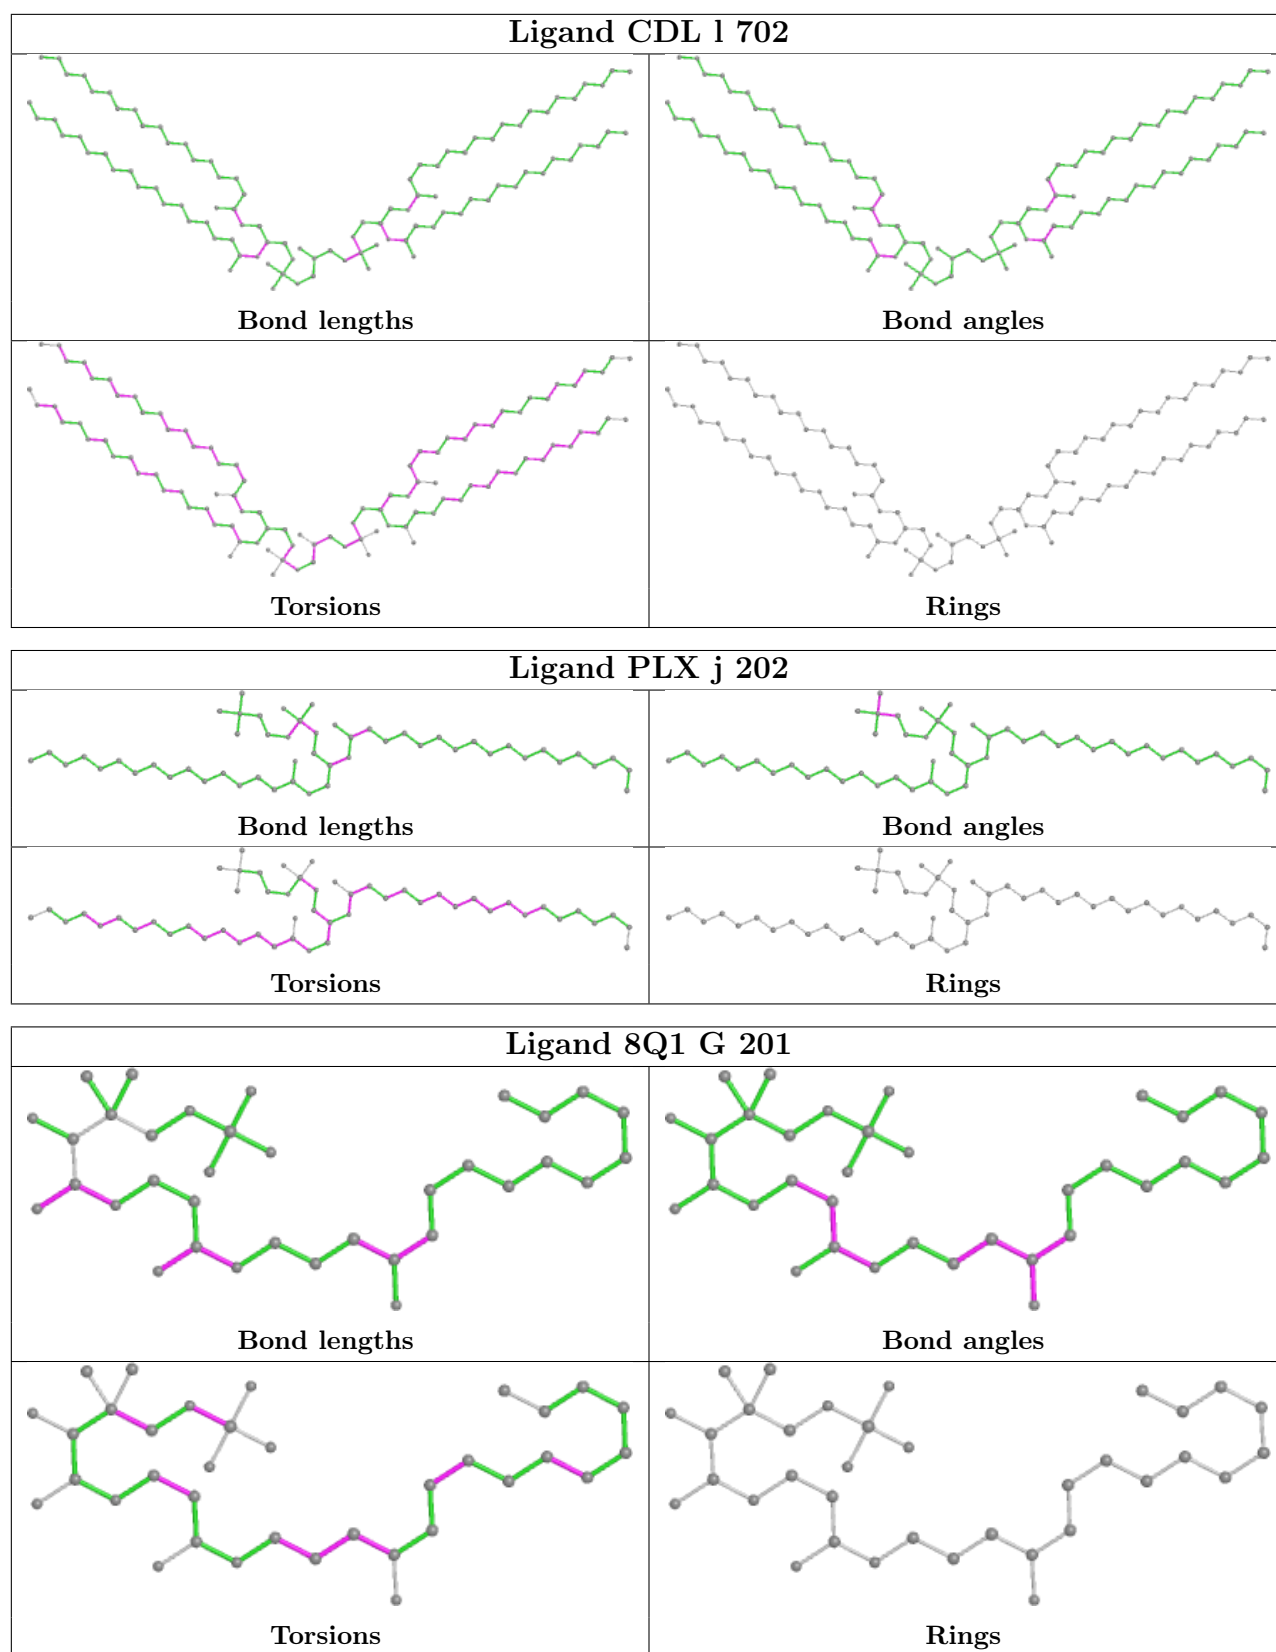 Ligand CDL l 702
Bond lengths
Bond angles
Torsions
Rings
Ligand PLX j 202
Bond lengths
Bond angles
Torsions
Rings
Ligand 8Q1 G 201
Bond lengths
Bond angles
Torsions
Rings